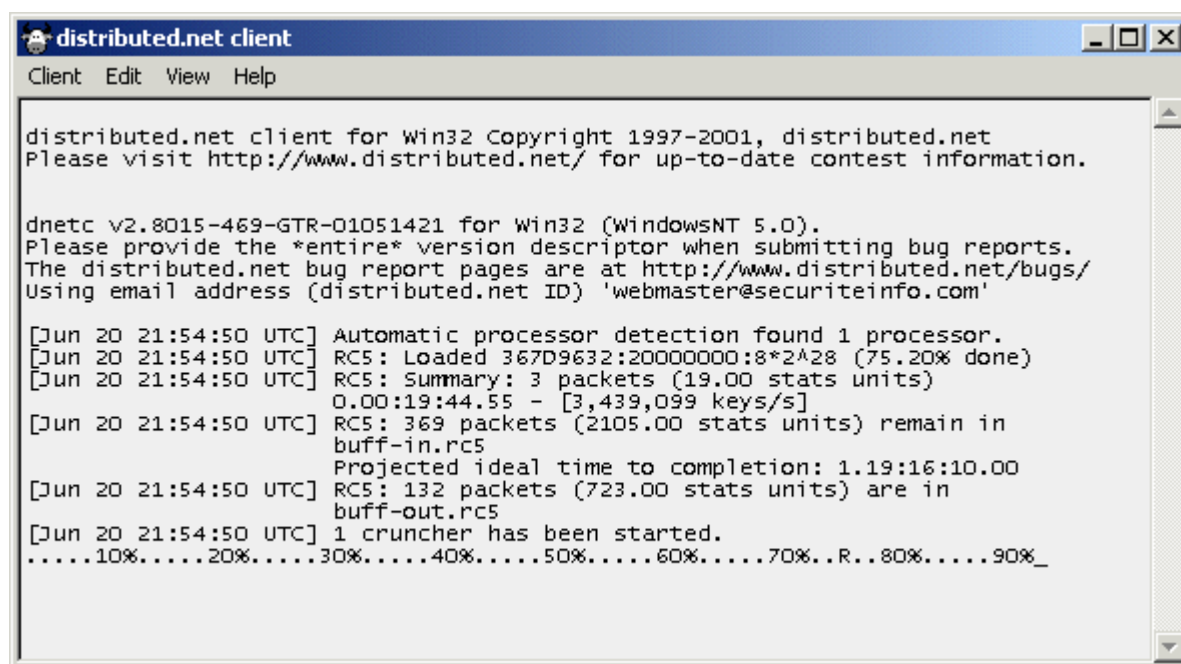 distributed.net client
Client Edit View Help
distributed.net client for Win32 Copyright 1997-2001, distributed.net
Please visit http://www.distributed.net/ for up-to-date contest information.
dnetc v2.8015-469-GTR-01051421 for Win32 (WindowsNT 5.0).
Please provide the *entire* version descriptor when submitting bug reports.
The distributed.net bug report pages are at http://www.distributed.net/bugs/
Using email address (distributed.net ID) 'webmaster@securiteinfo.com'
[Jun 20 21:54:50 UTC] Automatic processor detection found 1 processor.
[Jun 20 21:54:50 UTC] RC5: Loaded 367D9632:20000000:8*2^28 (75.20% done)
[Jun 20 21:54:50 UTC] RC5: Summary: 3 packets (19.00 stats units)
0.00:19:44.55 - [3,439,099 keys/s]
[Jun 20 21:54:50 UTC] RC5: 369 packets (2105.00 stats units) remain in
buff-in.rc5
Projected ideal time to completion: 1.19:16:10.00
[Jun 20 21:54:50 UTC] RC5: 132 packets (723.00 stats units) are in
buff-out.rc5
[Jun 20 21:54:50 UTC] 1 cruncher has been started.
.....10%.....20%.....30%.....40%.....50%.....60%.....70%..R..80%.....90%_